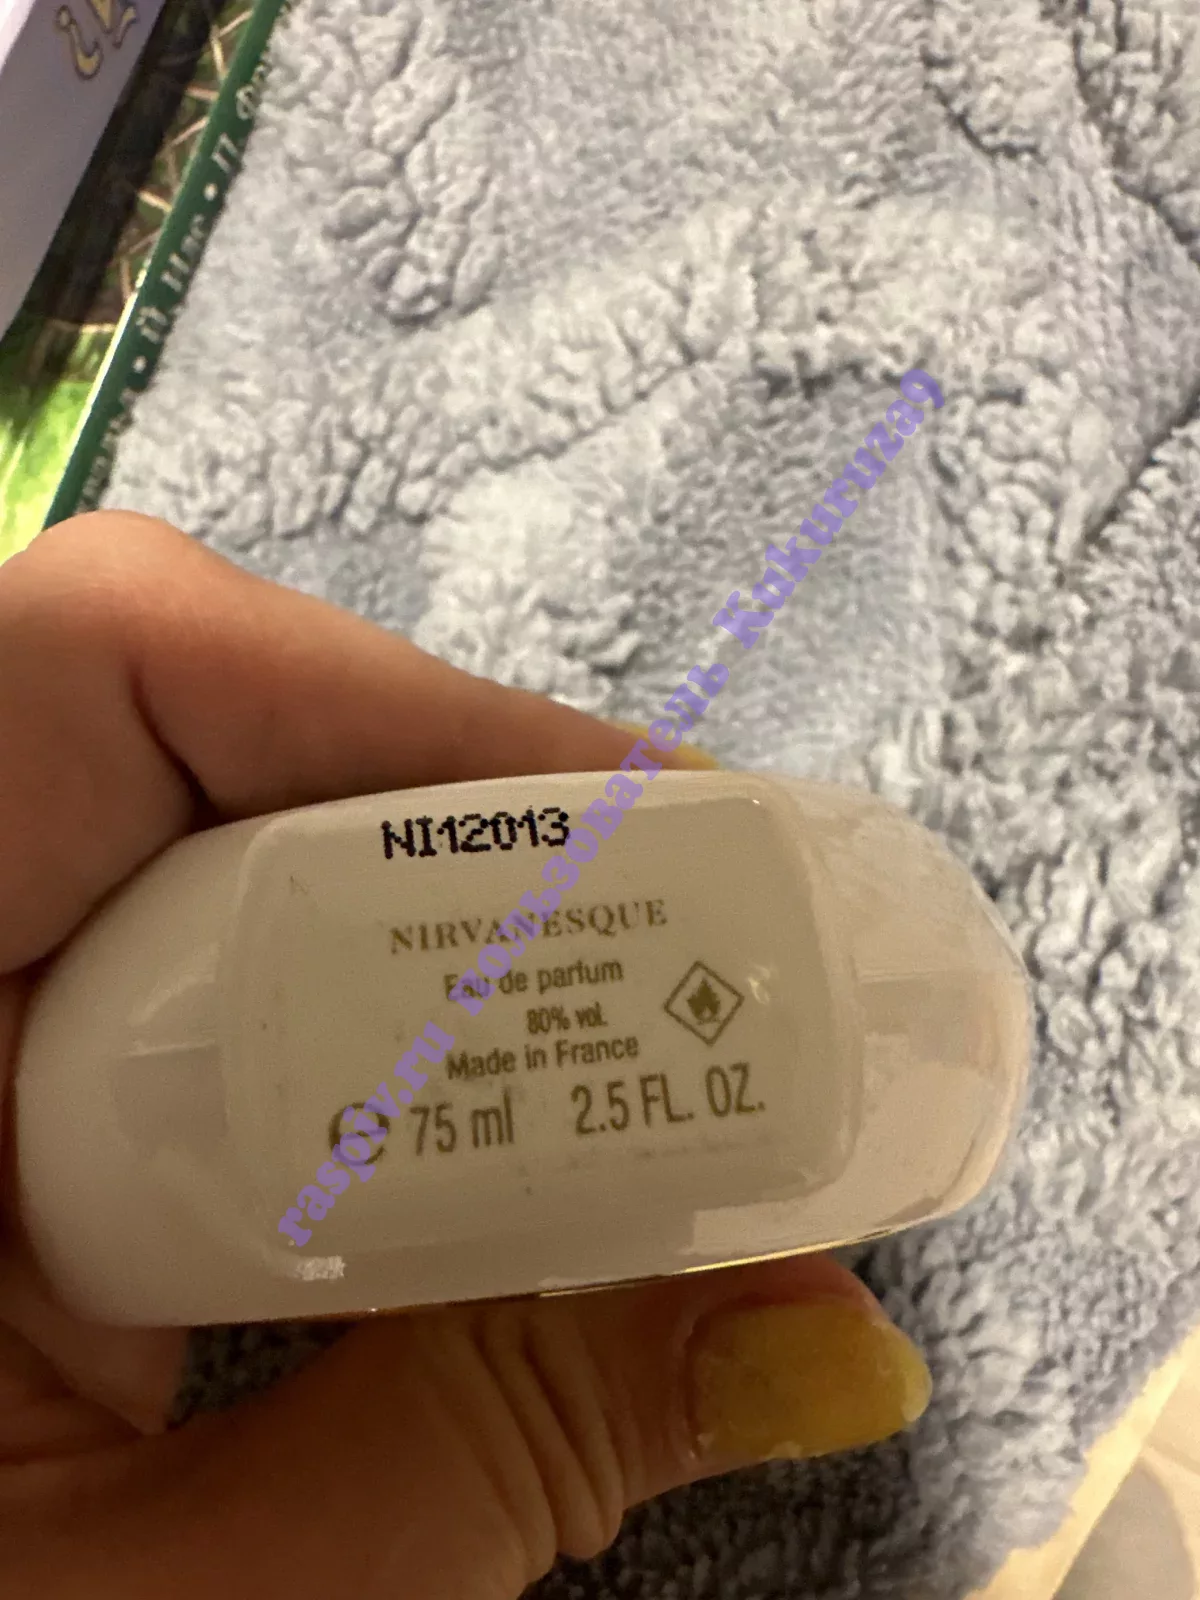 NI12013
NIRVANESQUE
Eau de parfum
80% vol.
Made in France
75 ml 2.5 FL. OZ.
raspiv.ru пользователь Kukuruza9